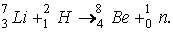 ⁷₃Li + ²₁H → ⁸₄Be + ¹₀n.